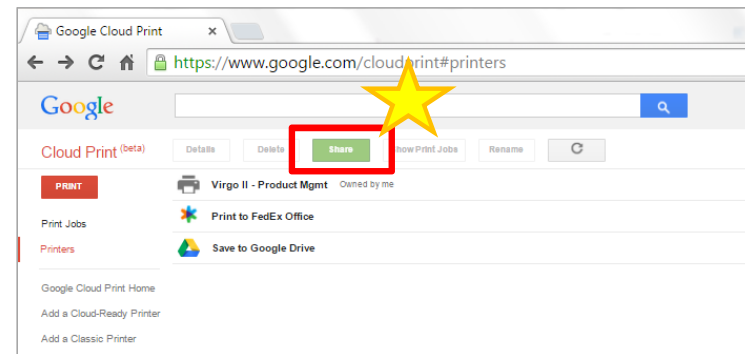 Google Cloud Print
https://www.google.com/cloudprint#printers
Google
Cloud Print (beta)
Details Delete Share Show Print Jobs Rename
PRINT
Virgo II - Product Mgmt Owned by me
Print Jobs
Print to FedEx Office
Printers
Save to Google Drive
Google Cloud Print Home
Add a Cloud-Ready Printer
Add a Classic Printer